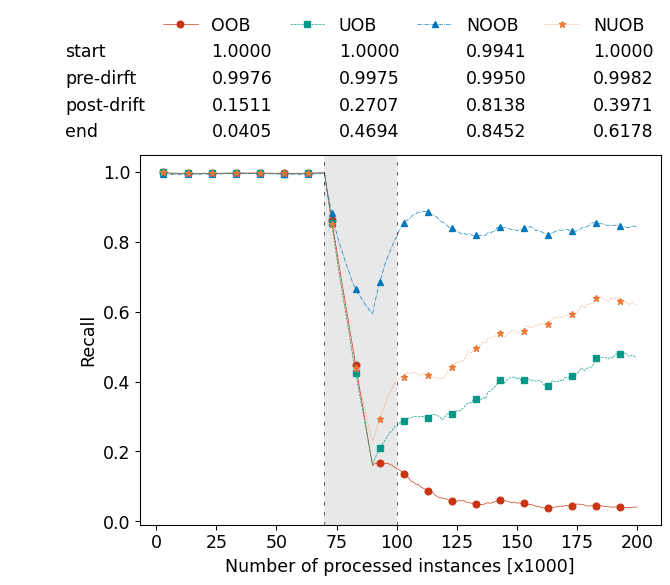 OOB UOB NOOB NUOB
start 1.0000 1.0000 0.9941 1.0000
pre-dirft 0.9976 0.9975 0.9950 0.9982
post-drift 0.1511 0.2707 0.8138 0.3971
end 0.0405 0.4694 0.8452 0.6178
1.0
0.8
0.6
0.4
0.2
0.0
Recall
0 25 50 75 100 125 150 175 200
Number of processed instances [x1000]